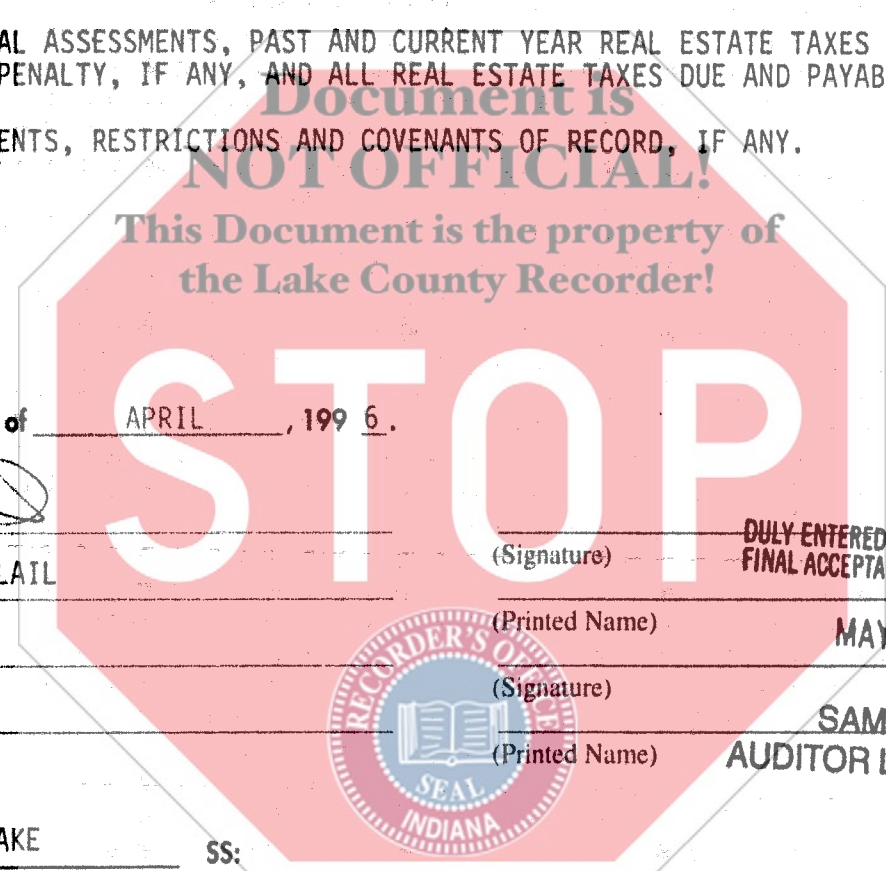 AL ASSESSMENTS, PAST AND CURRENT YEAR REAL ESTATE TAXES
PENALTY, IF ANY, AND ALL REAL ESTATE TAXES DUE AND PAYAB
Document is
ENTS, RESTRICTIONS AND COVENANTS OF RECORD, IF ANY.
NOT OFFICIAL!
This Document is the property of
the Lake County Recorder!
STOP
of APRIL, 199 6.
(Signature)
DULY ENTERED
LAIL
FINAL ACCEPTA
(Printed Name)
MAY
(Signature)
SAM
(Printed Name)
AUDITOR L
RECORDER'S OFFICE
SEAL
INDIANA
AKE SS: